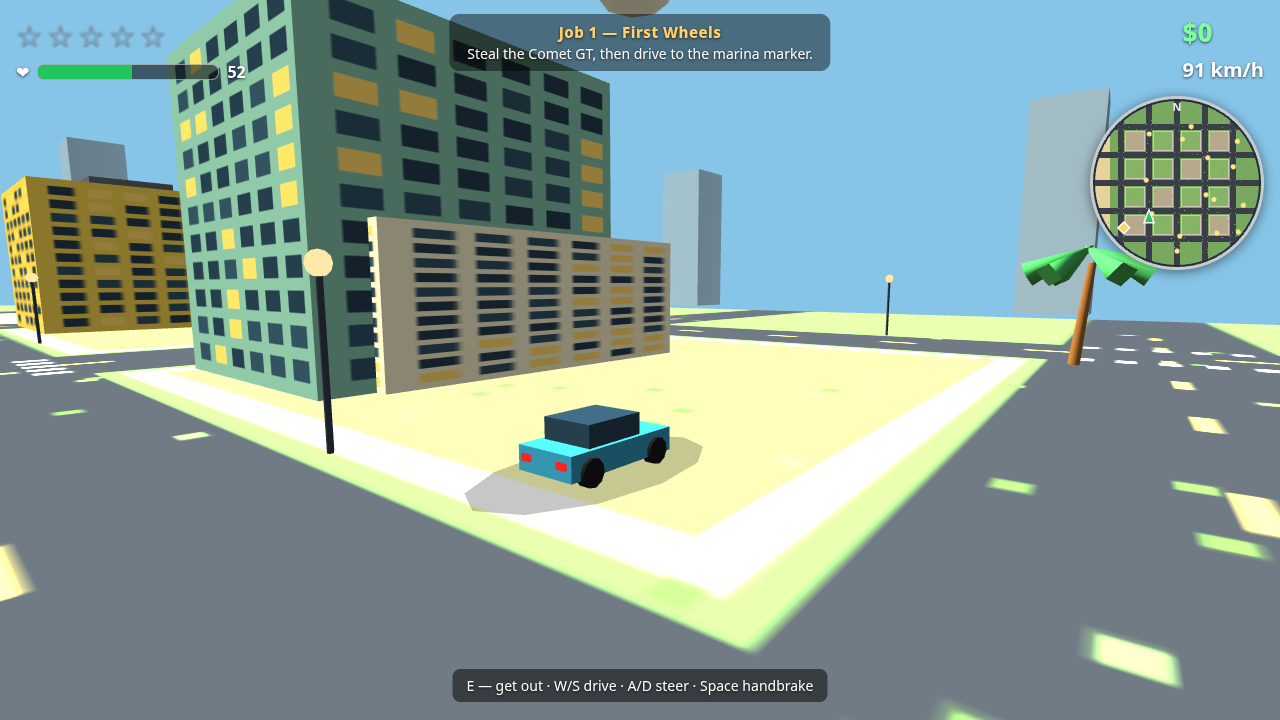 Job 1 — First Wheels
Steal the Comet GT, then drive to the marina marker.
52
$0
91 km/h
N
E — get out · W/S drive · A/D steer · Space handbrake